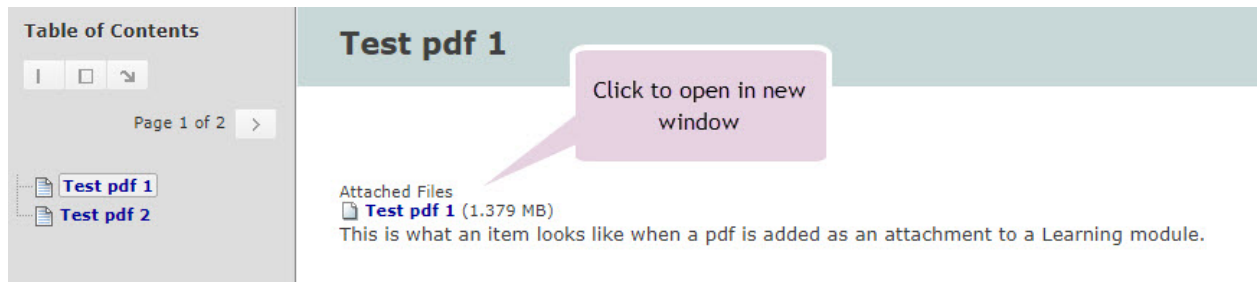 Table of Contents
Page 1 of 2 >
Test pdf 1
Test pdf 2
Test pdf 1
Click to open in new
window
Attached Files
Test pdf 1 (1.379 MB)
This is what an item looks like when a pdf is added as an attachment to a Learning module.